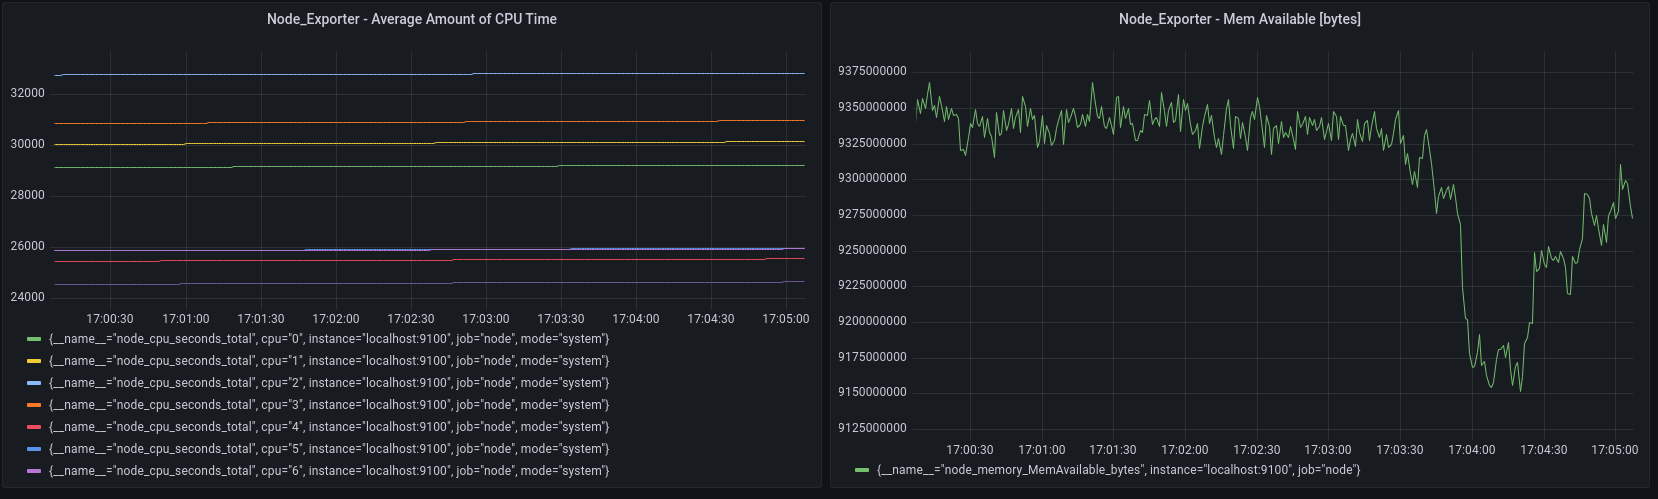 Node_Exporter - Average Amount of CPU Time
32000
30000
28000
26000
24000
17:00:30 17:01:00 17:01:30 17:02:00 17:02:30 17:03:00 17:03:30 17:04:00 17:04:30 17:05:00
{__name__="node_cpu_seconds_total", cpu="0", instance="localhost:9100", job="node", mode="system"}
{__name__="node_cpu_seconds_total", cpu="1", instance="localhost:9100", job="node", mode="system"}
{__name__="node_cpu_seconds_total", cpu="2", instance="localhost:9100", job="node", mode="system"}
{__name__="node_cpu_seconds_total", cpu="3", instance="localhost:9100", job="node", mode="system"}
{__name__="node_cpu_seconds_total", cpu="4", instance="localhost:9100", job="node", mode="system"}
{__name__="node_cpu_seconds_total", cpu="5", instance="localhost:9100", job="node", mode="system"}
{__name__="node_cpu_seconds_total", cpu="6", instance="localhost:9100", job="node", mode="system"}
Node_Exporter - Mem Available [bytes]
9375000000
9350000000
9325000000
9300000000
9275000000
9250000000
9225000000
9200000000
9175000000
9150000000
9125000000
17:00:30 17:01:00 17:01:30 17:02:00 17:02:30 17:03:00 17:03:30 17:04:00 17:04:30 17:05:00
{__name__="node_memory_MemAvailable_bytes", instance="localhost:9100", job="node"}